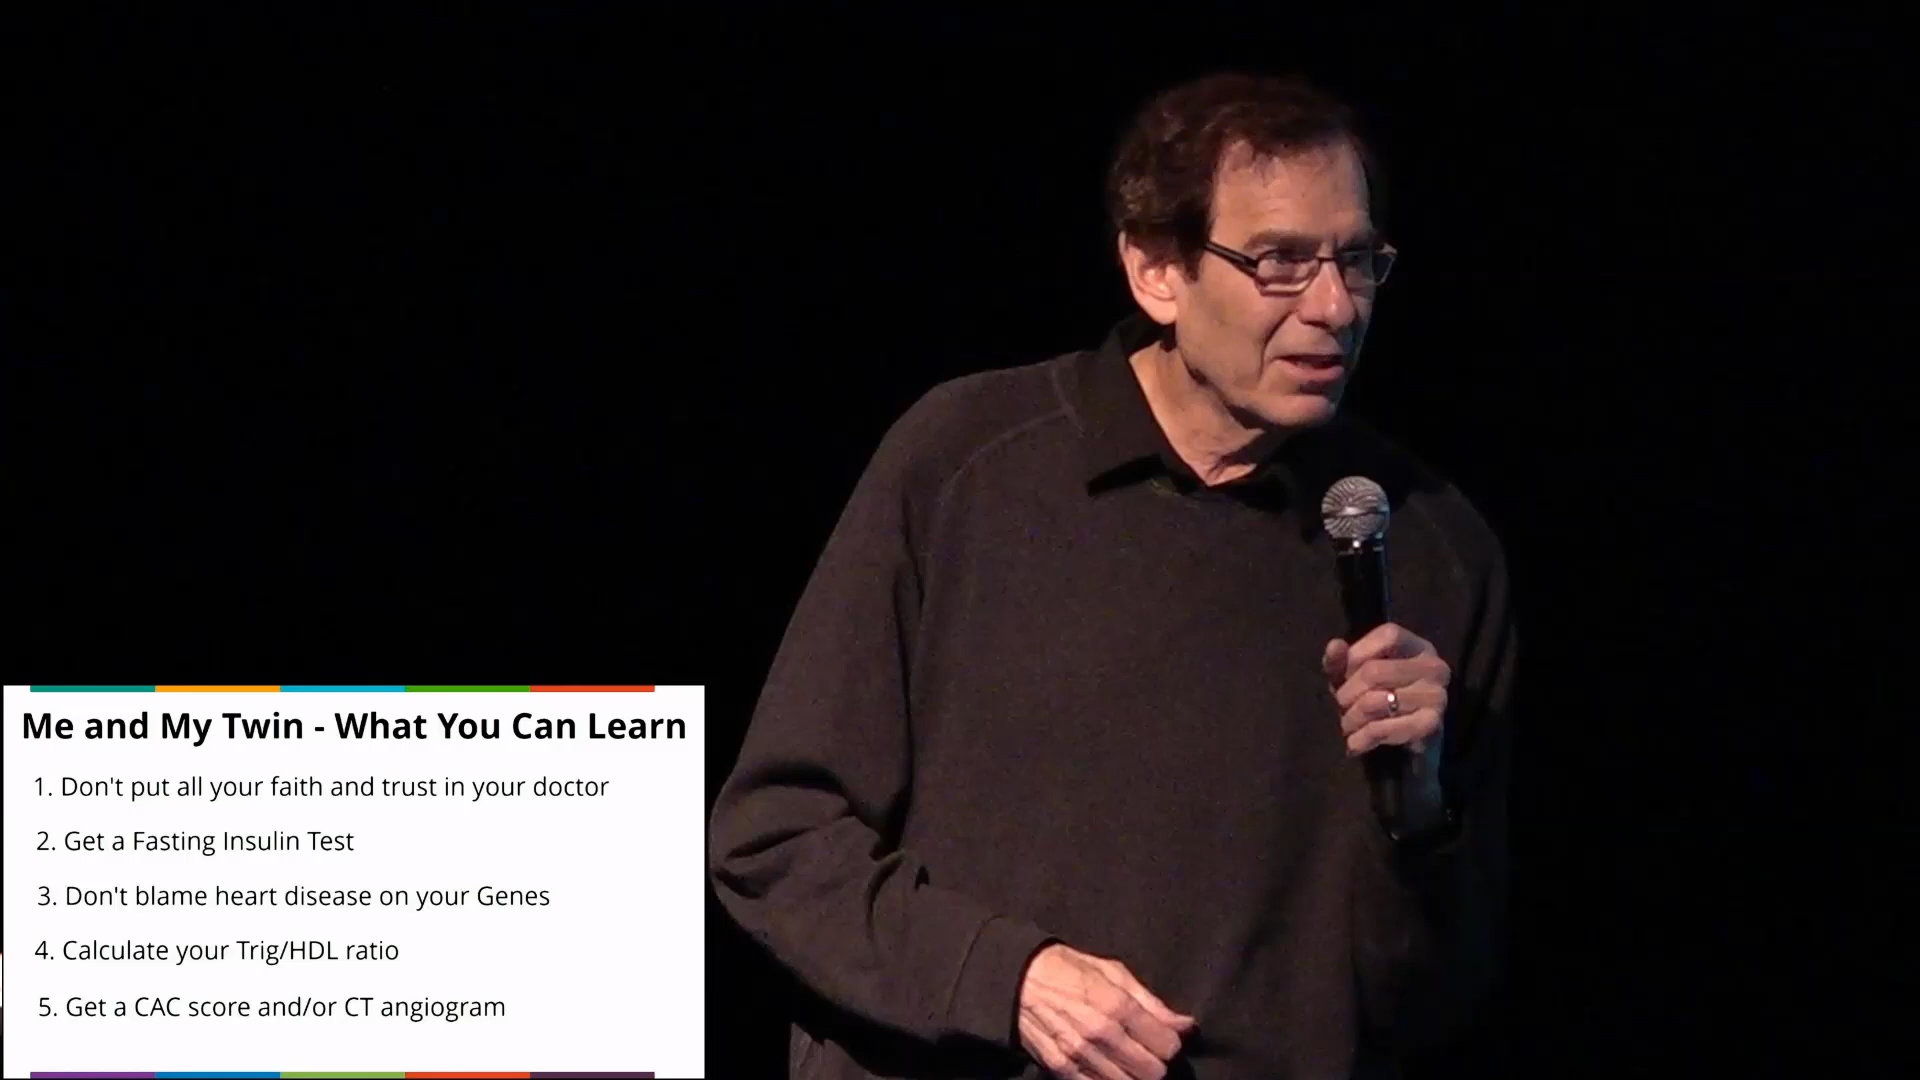 Me and My Twin - What You Can Learn
1. Don't put all your faith and trust in your doctor
2. Get a Fasting Insulin Test
3. Don't blame heart disease on your Genes
4. Calculate your Trig/HDL ratio
5. Get a CAC score and/or CT angiogram